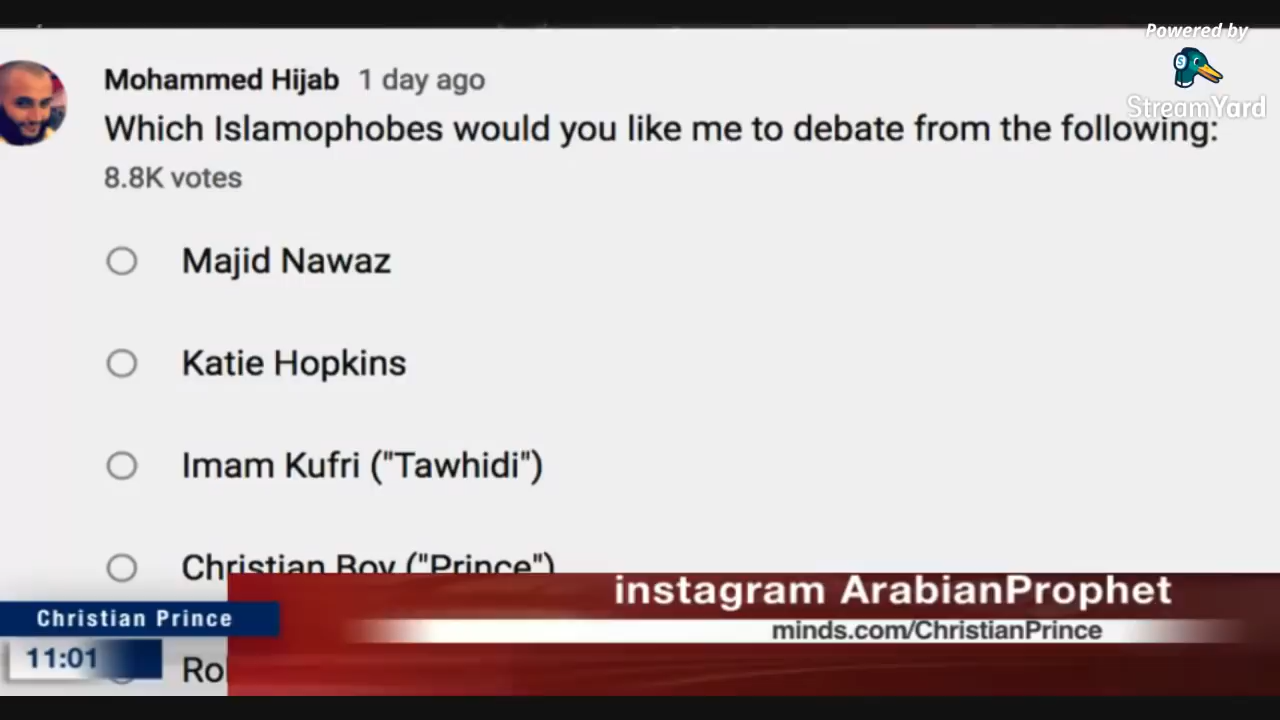 Powered by
StreamYard
Mohammed Hijab 1 day ago
Which Islamophobes would you like me to debate from the following:
8.8K votes
Majid Nawaz
Katie Hopkins
Imam Kufri ("Tawhidi")
Christian Boy ("Prince")
instagram ArabianProphet
Christian Prince
minds.com/ChristianPrince
11:01